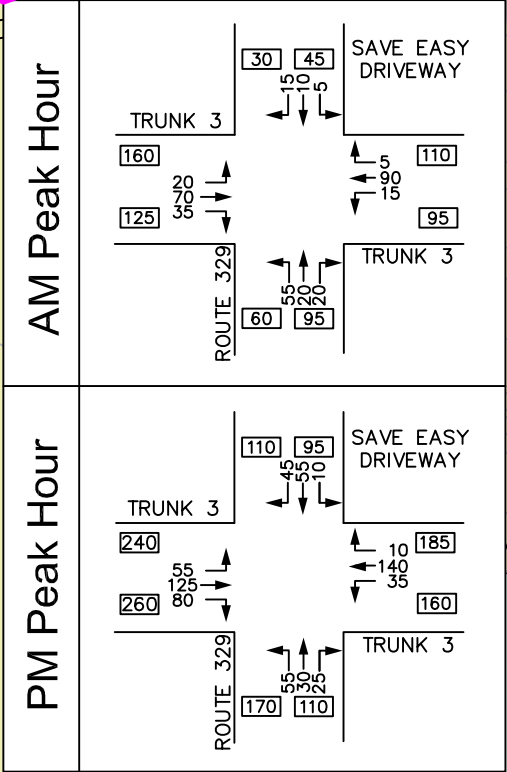 AM Peak Hour
30 45
SAVE EASY
DRIVEWAY
15 10 5
TRUNK 3
160
5 110
20
90
70
15
35
125
95
TRUNK 3
ROUTE 329
55 20 20
60 95
PM Peak Hour
110 95
SAVE EASY
DRIVEWAY
45 55 10
TRUNK 3
240
10 185
55
140
125
35
80
260
160
TRUNK 3
ROUTE 329
55 30 25
170 110